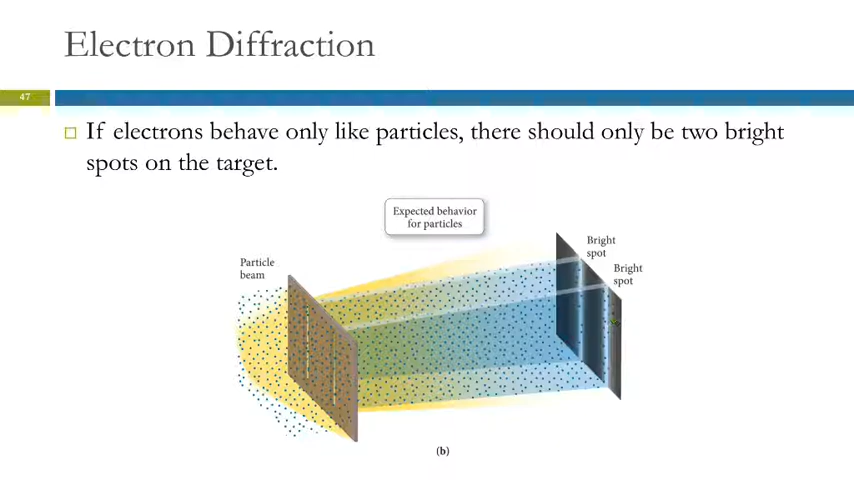 Electron Diffraction
47
If electrons behave only like particles, there should only be two bright
spots on the target.
Expected behavior
for particles
Bright
spot
Particle
beam
Bright
spot
(b)